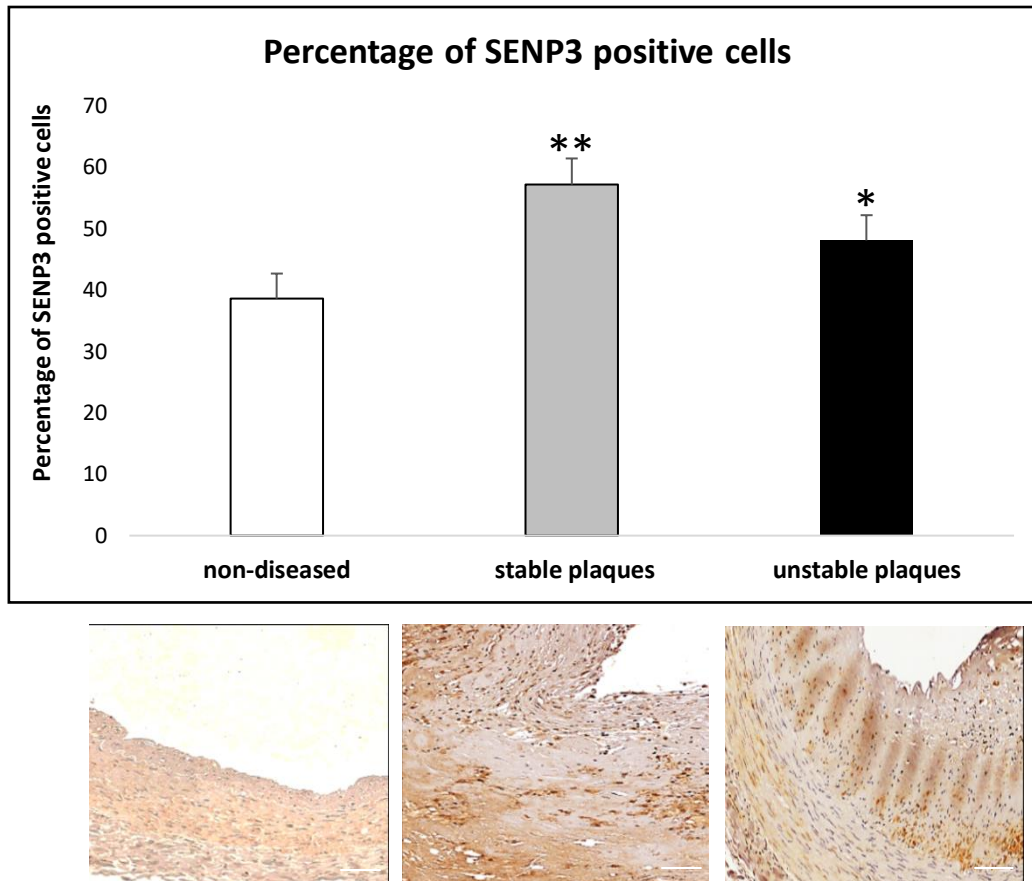 Percentage of SENP3 positive cells
Percentage of SENP3 positive cells
70
60
50
40
30
20
10
0
**
*
non-diseased
stable plaques
unstable plaques